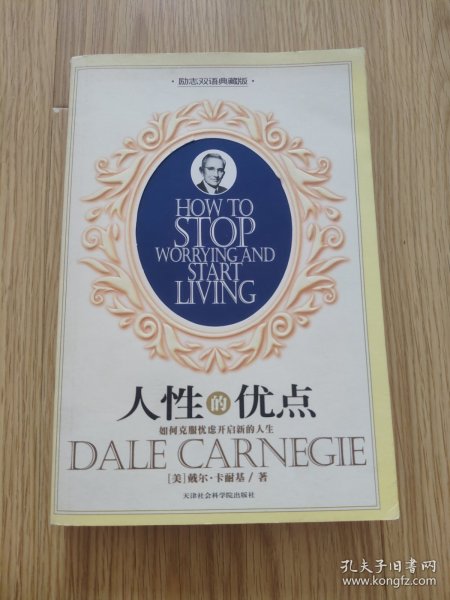 ·励志双语典藏版·
HOW TO
STOP
WORRYING AND
START
LIVING
人性的优点
如何克服忧虑开启新的人生
DALE CARNEGIE
[美]戴尔·卡耐基/著
天津社会科学院出版社
孔夫子旧书网
www.kongfz.com